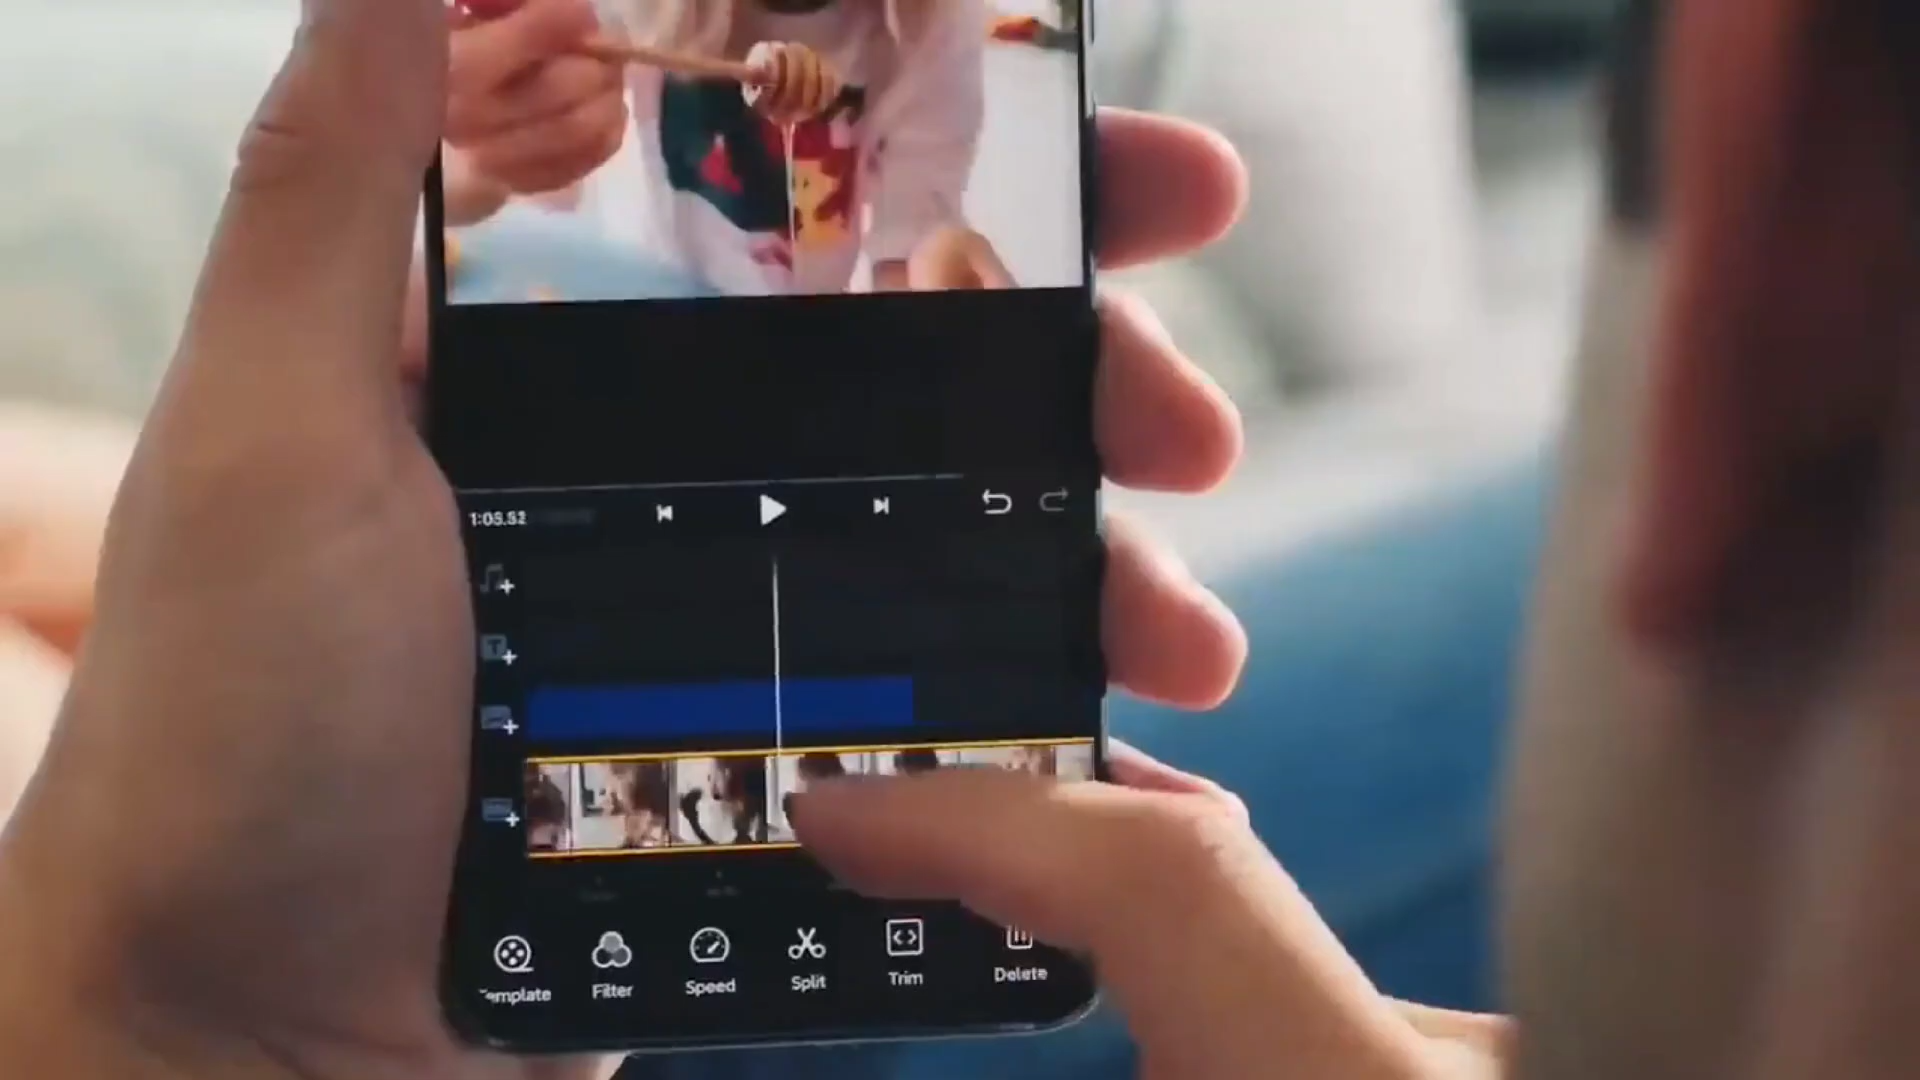 1:05.52
Template
Filter
Speed
Split
Trim
Delete